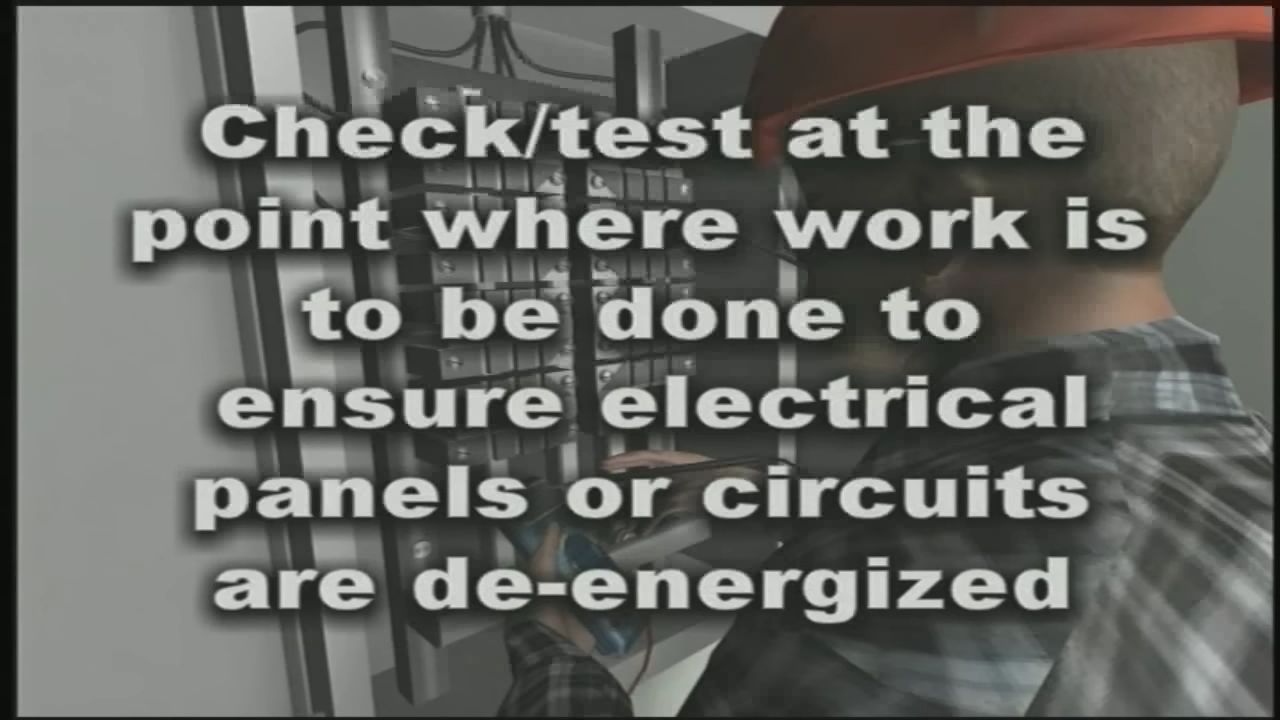 Check/test at the
point where work is
to be done to
ensure electrical
panels or circuits
are de-energized